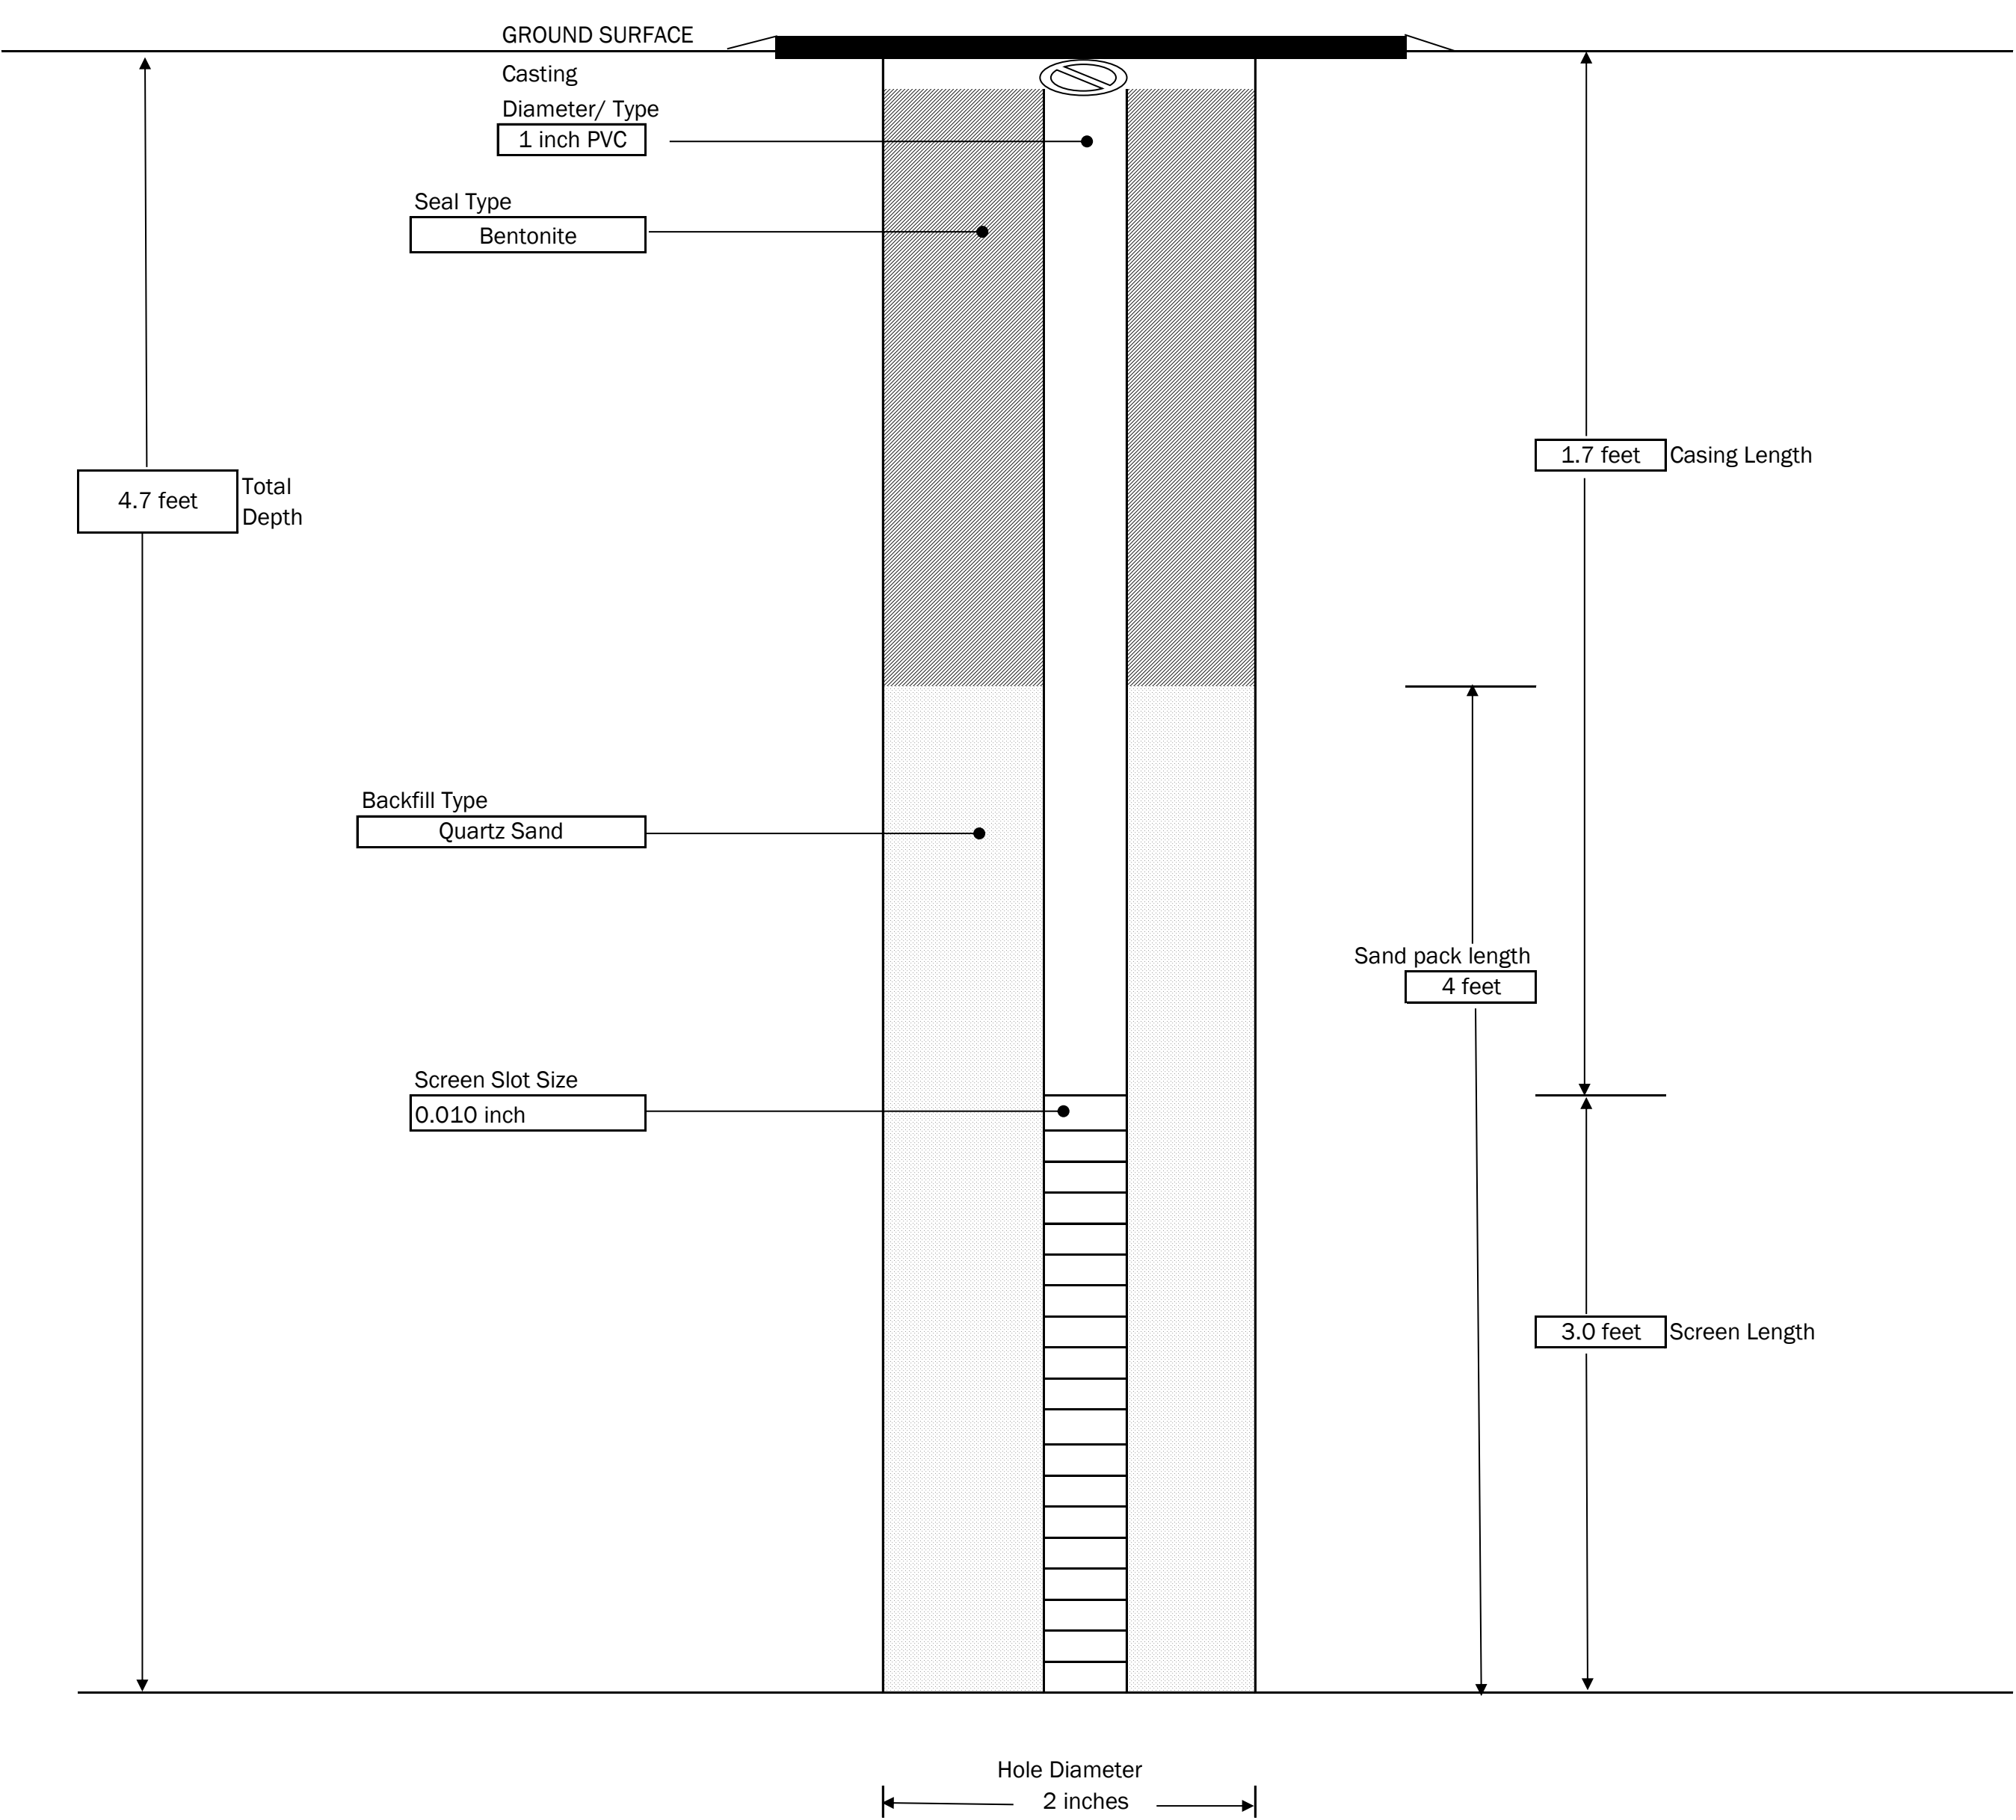 GROUND SURFACE
Casting
Diameter/ Type
1 inch PVC
Seal Type
Bentonite
1.7 feet Casing Length
4.7 feet
Total
Depth
Backfill Type
Quartz Sand
Sand pack length
4 feet
Screen Slot Size
0.010 inch
3.0 feet Screen Length
Hole Diameter
2 inches